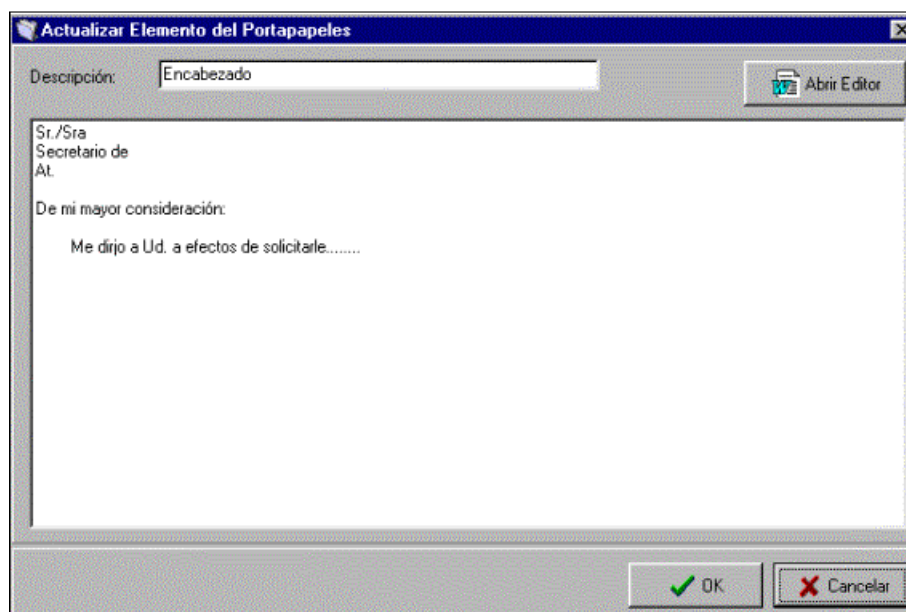 Actualizar Elemento del Portapapeles
Descripción: Encabezado
Abrir Editor
Sr./Sra
Secretario de
At.
De mi mayor consideración:
Me dirjo a Ud. a efectos de solicitarle........
OK
Cancelar